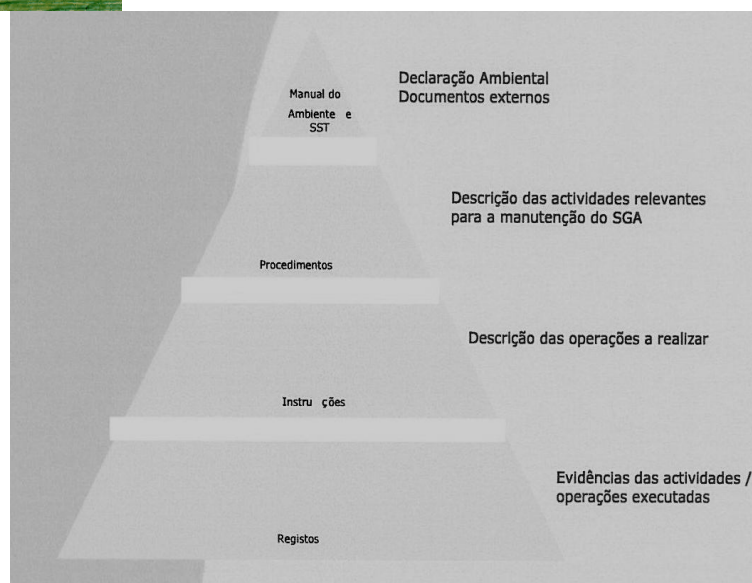 Manual do
Ambiente e
SST
Declaração Ambiental
Documentos externos
Descrição das actividades relevantes
para a manutenção do SGA
Procedimentos
Descrição das operações a realizar
Instru ções
Evidências das actividades /
operações executadas
Registos